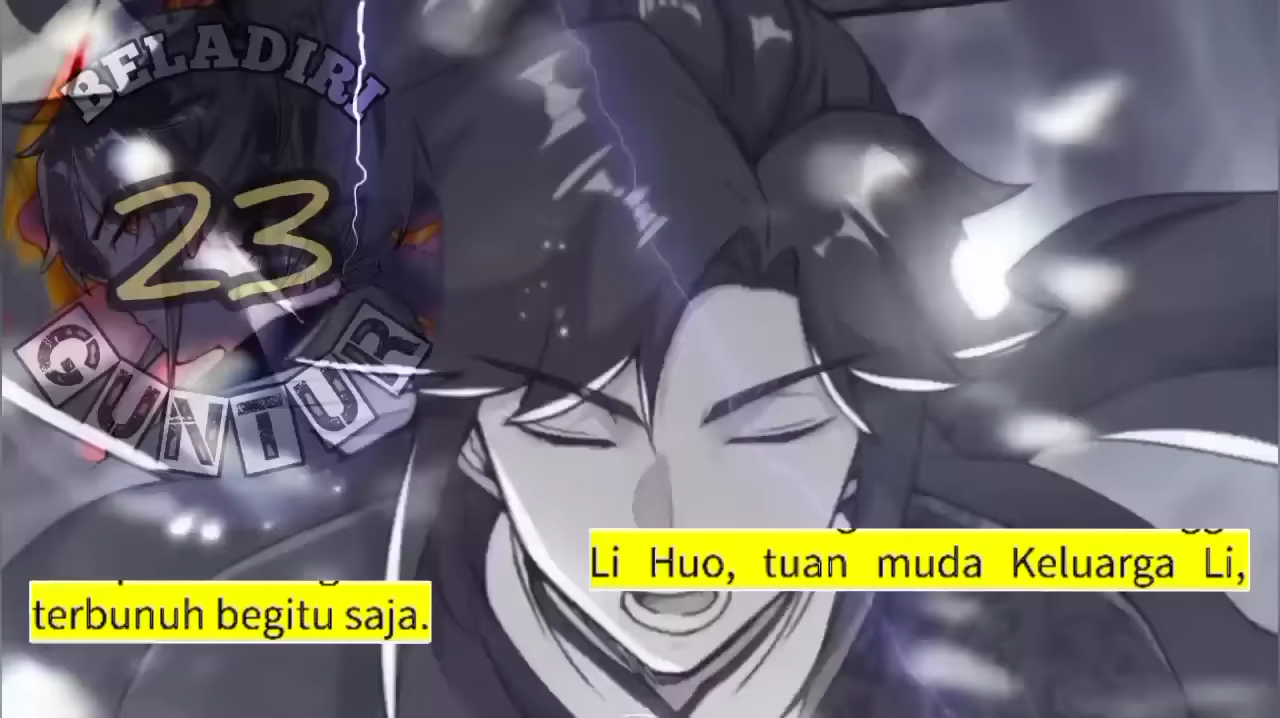 BELADIRI
23
GUNTUR
Li Huo, tuan muda Keluarga Li,
terbunuh begitu saja.